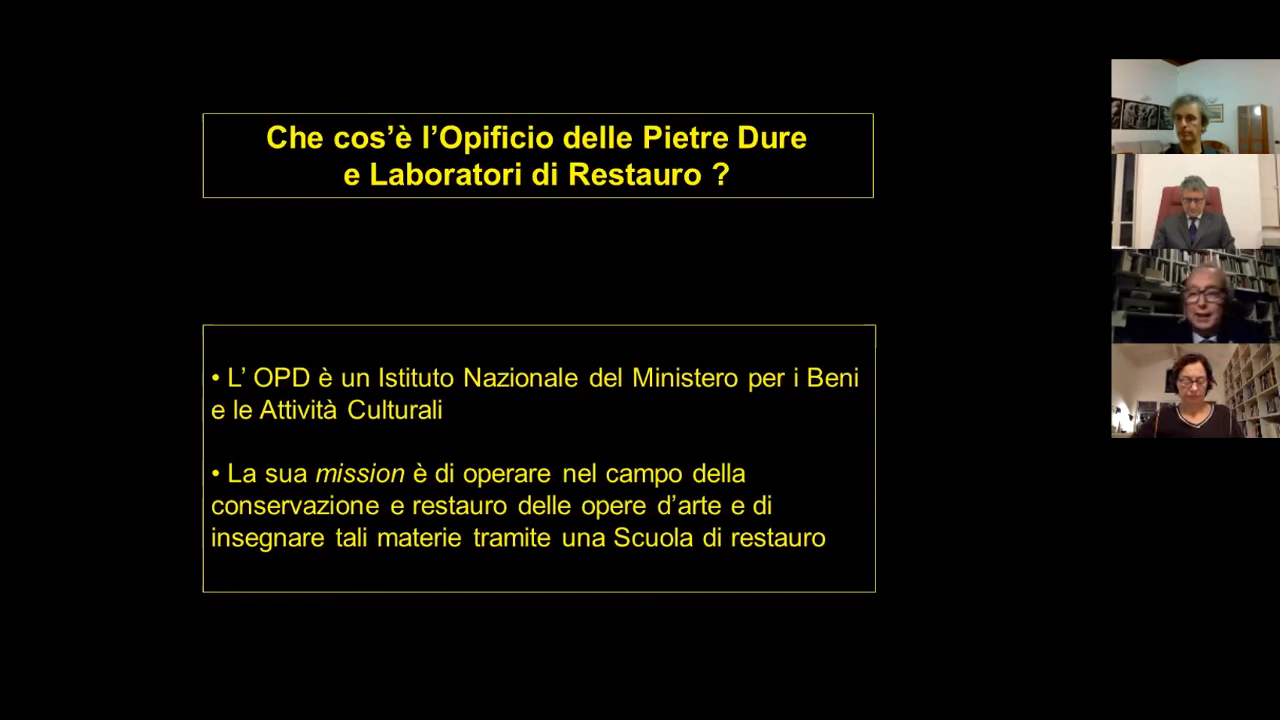 Che cos’è l’Opificio delle Pietre Dure
e Laboratori di Restauro ?
• L’ OPD è un Istituto Nazionale del Ministero per i Beni
e le Attività Culturali
• La sua mission è di operare nel campo della
conservazione e restauro delle opere d’arte e di
insegnare tali materie tramite una Scuola di restauro